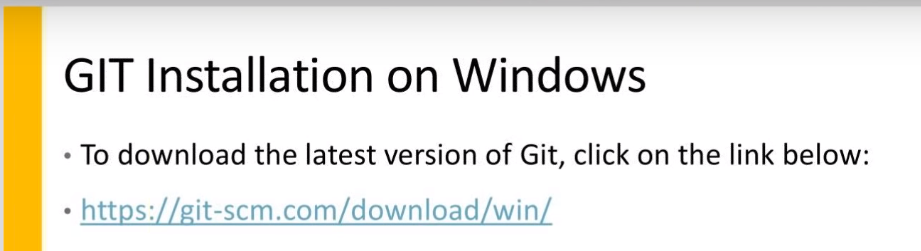 GIT Installation on Windows
• To download the latest version of Git, click on the link below:
• https://git-scm.com/download/win/